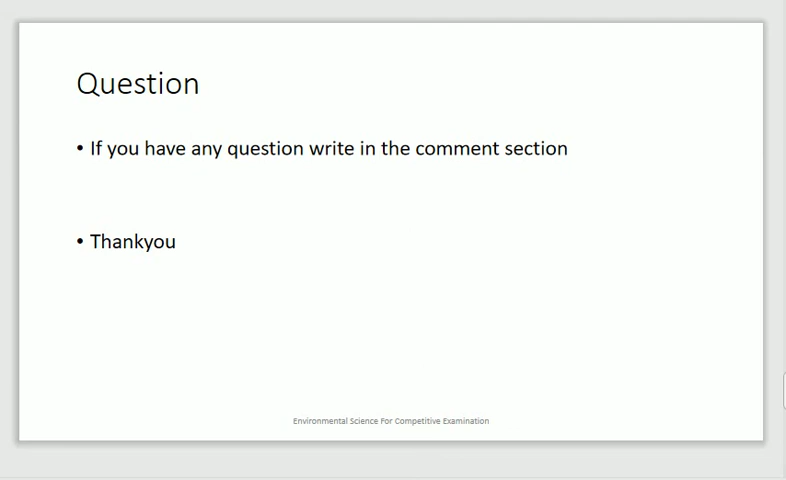 Question
• If you have any question write in the comment section
• Thankyou
Environmental Science For Competitive Examination